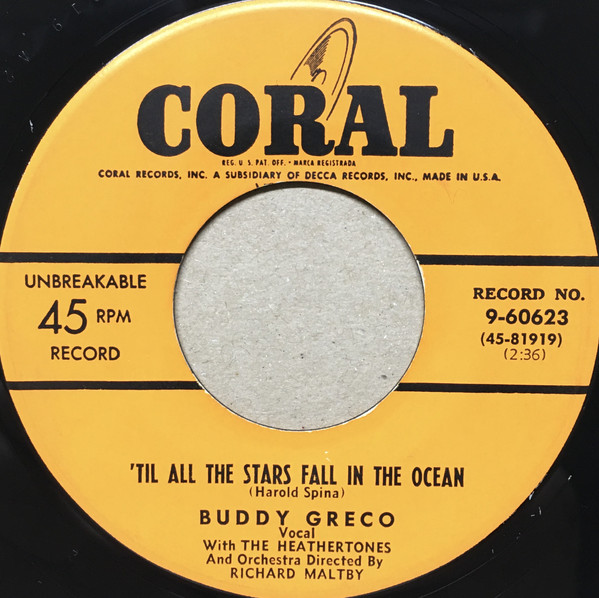 CORAL
REG. U S. PAT. OFF. - MARCA REGISTRADA
CORAL RECORDS, INC. A SUBSIDIARY OF DECCA RECORDS, INC., MADE IN U.S.A.
UNBREAKABLE
45 RPM
RECORD
RECORD NO.
9-60623
(45-81919)
(2:36)
'TIL ALL THE STARS FALL IN THE OCEAN
(Harold Spina)
BUDDY GRECO
Vocal
With THE HEATHERTONES
And Orchestra Directed By
RICHARD MALTBY